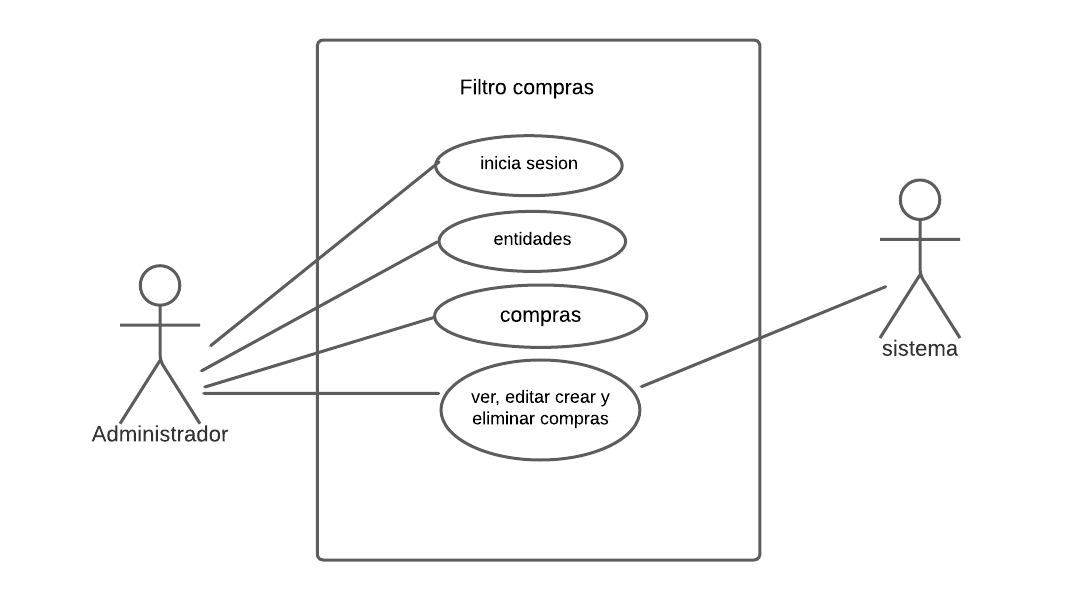 Filtro compras
inicia sesion
entidades
compras
ver, editar crear y
eliminar compras
Administrador
sistema